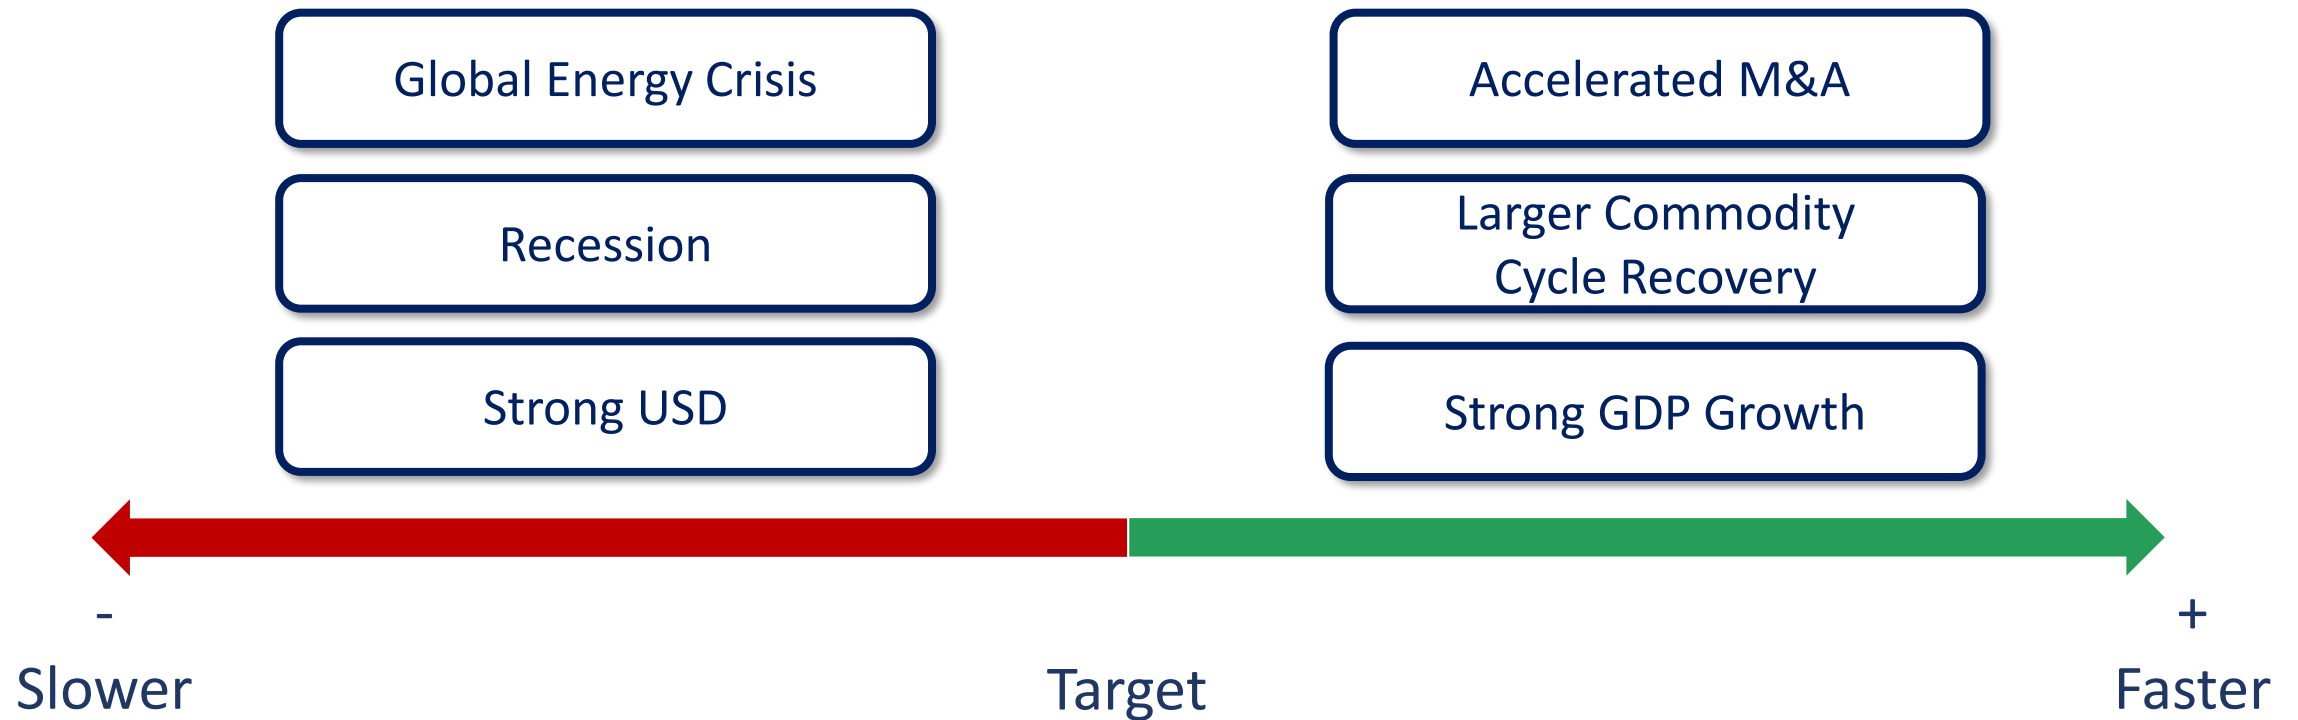 Global Energy Crisis
Recession
Strong USD
Accelerated M&A
Larger Commodity
Cycle Recovery
Strong GDP Growth
-
Slower
Target
+
Faster